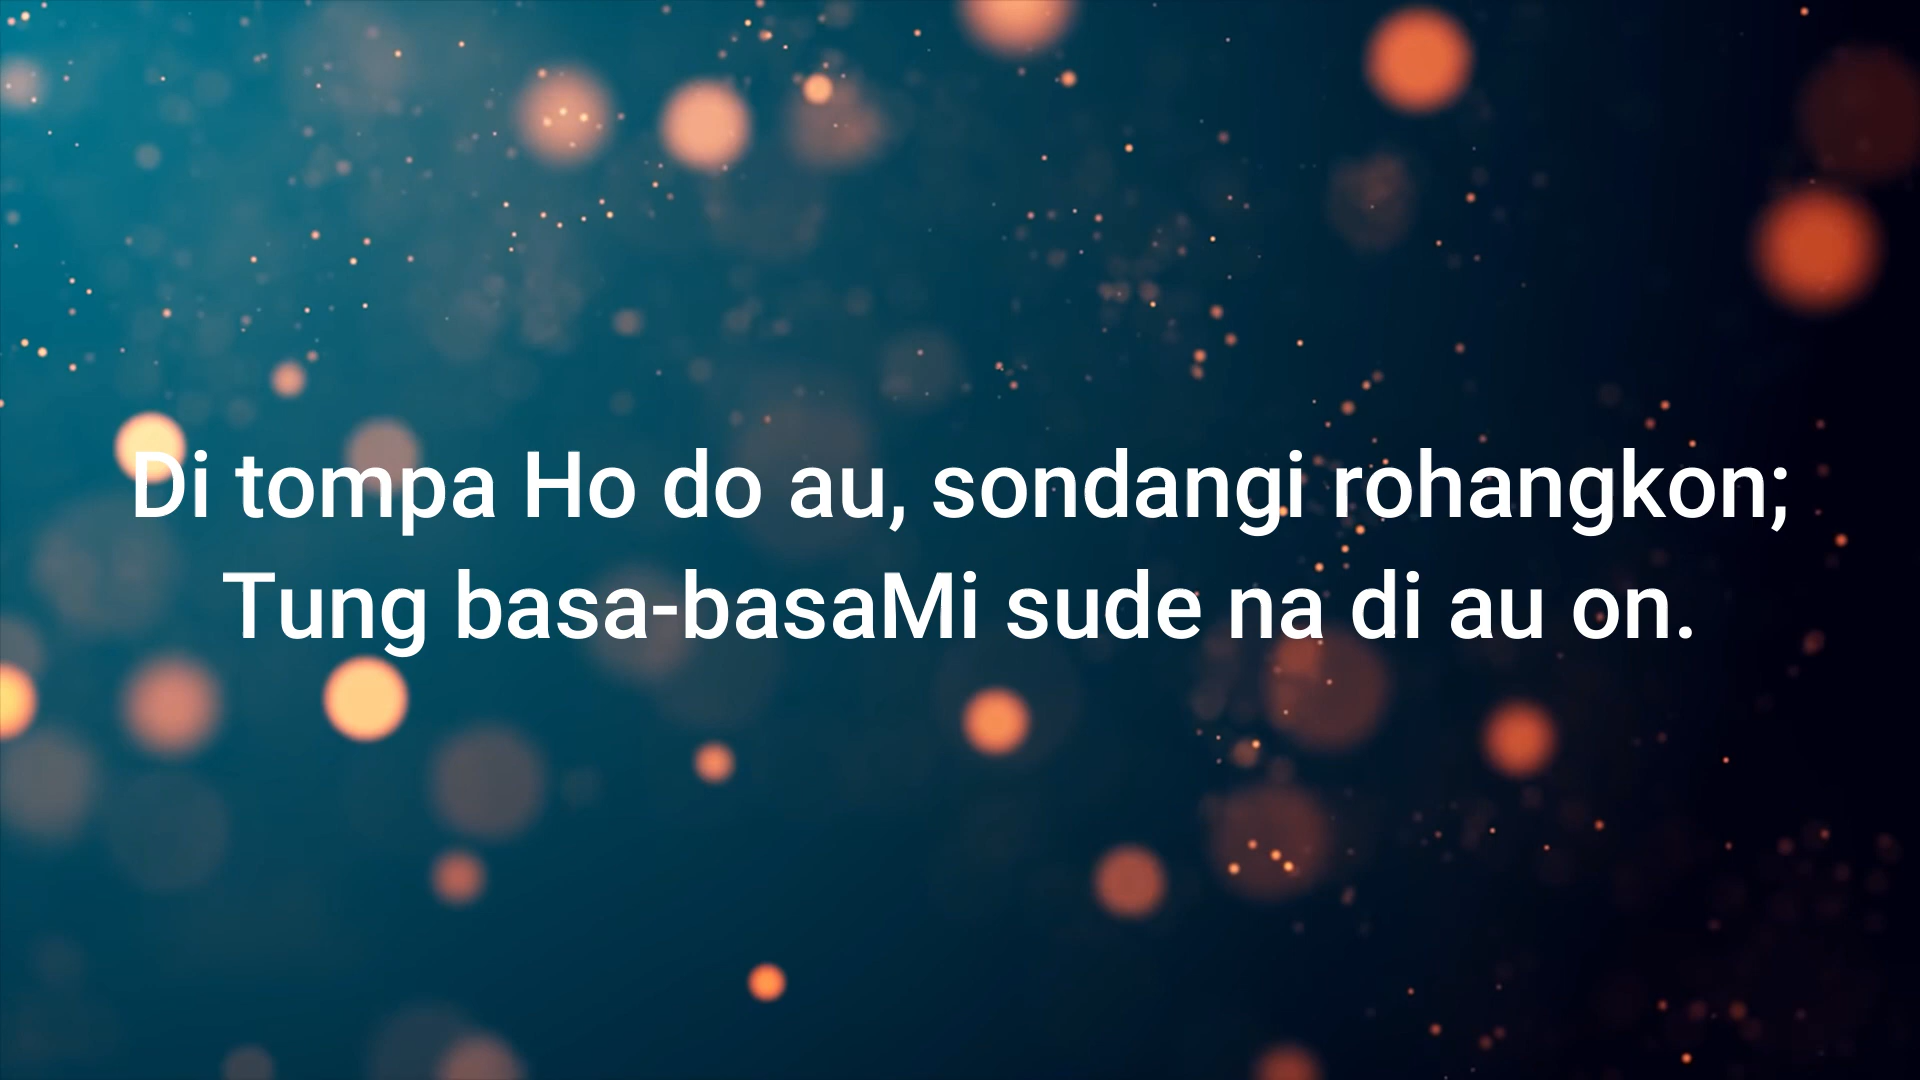 Di tompa Ho do au, sondangi rohangkon;
Tung basa-basaMi sude na di au on.